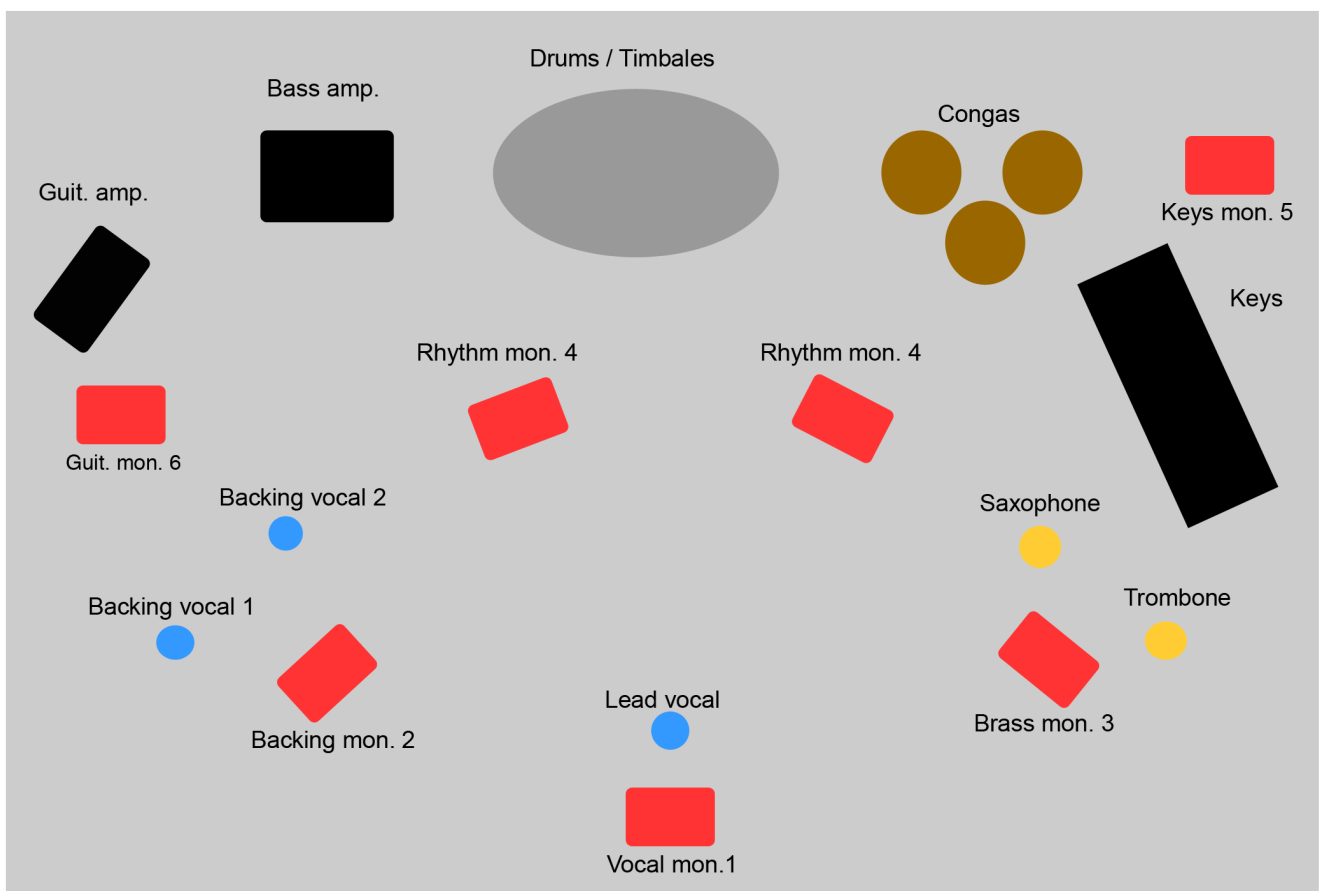 Drums / Timbales
Bass amp.
Congas
Guit. amp.
Keys mon. 5
Keys
Rhythm mon. 4
Rhythm mon. 4
Guit. mon. 6
Backing vocal 2
Saxophone
Backing vocal 1
Trombone
Lead vocal
Brass mon. 3
Backing mon. 2
Vocal mon.1